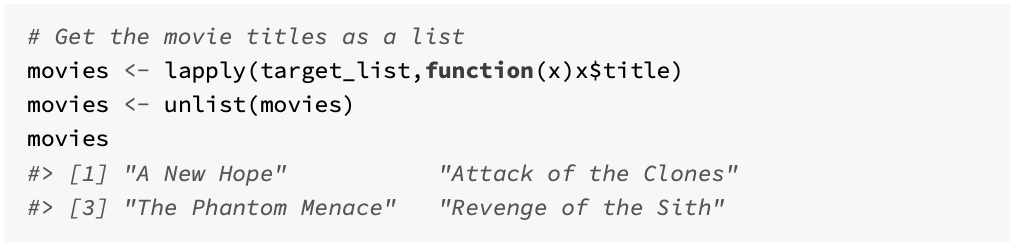 # Get the movie titles as a list
movies <- lapply(target_list,function(x)x$title)
movies <- unlist(movies)
movies
#> [1] "A New Hope"           "Attack of the Clones"
#> [3] "The Phantom Menace"   "Revenge of the Sith"